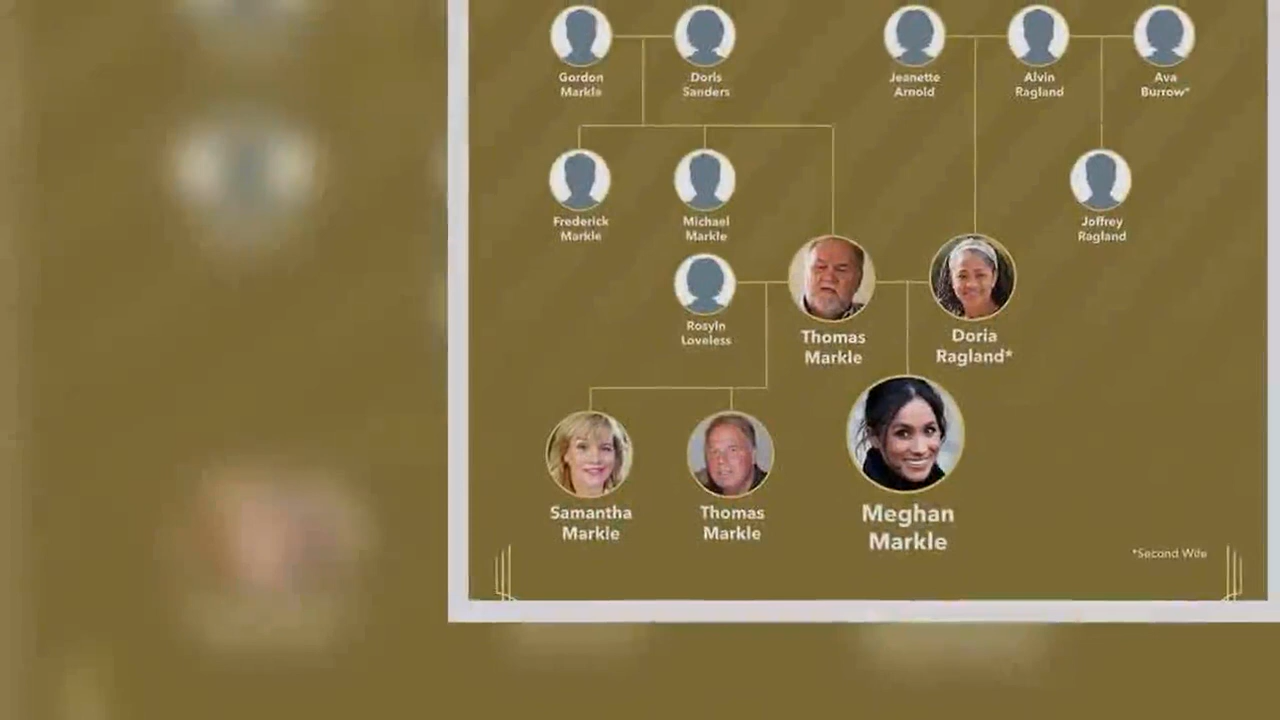 Gordon
Markle
Doris
Sanders
Jeanette
Arnold
Alvin
Ragland
Ava
Burrow*
Frederick
Markle
Michael
Markle
Joffrey
Ragland
Rosyln
Loveless
Thomas
Markle
Doria
Ragland*
Samantha
Markle
Thomas
Markle
Meghan
Markle
*Second Wife